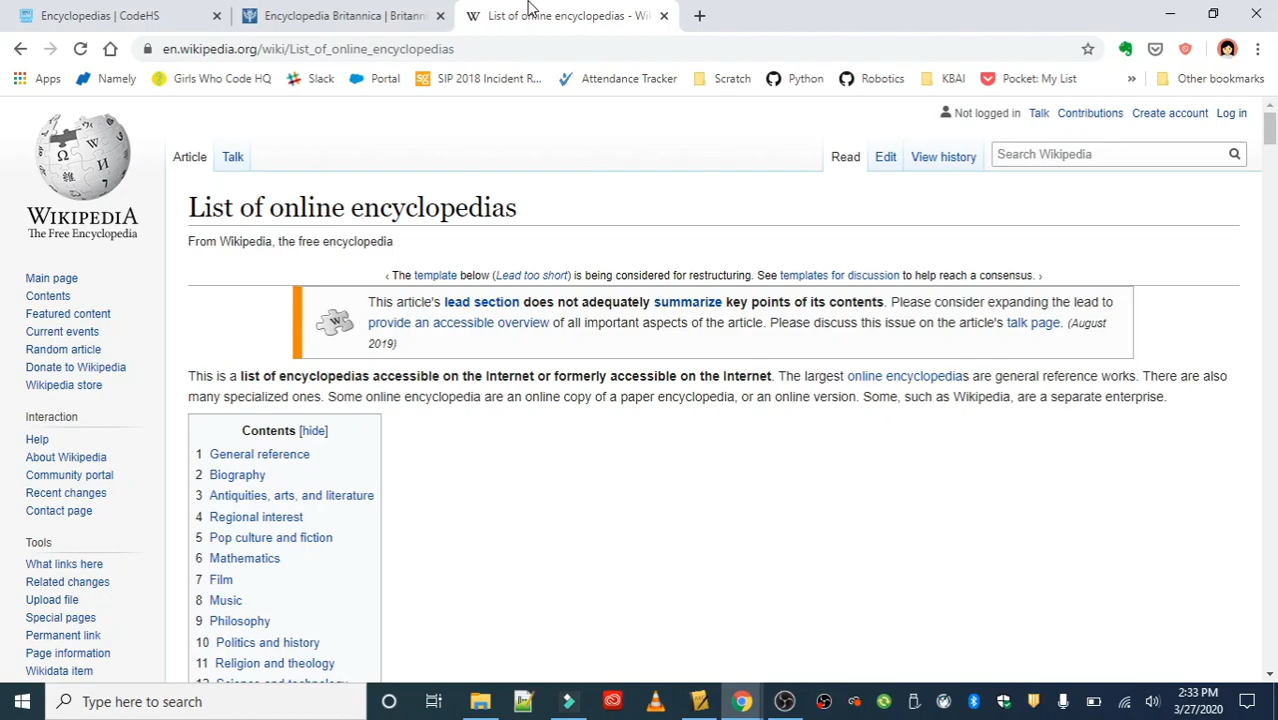 Encyclopedias | CodeHS
Encyclopedia Britannica | Britann
List of online encyclopedias - Wi
en.wikipedia.org/wiki/List_of_online_encyclopedias
Apps Namely Girls Who Code HQ Slack Portal SIP 2018 Incident R... Attendance Tracker Scratch Python Robotics KBAI Pocket: My List » Other bookmarks
Not logged in Talk Contributions Create account Log in
Article Talk Read Edit View history Search Wikipedia
WIKIPEDIA
The Free Encyclopedia
Main page
Contents
Featured content
Current events
Random article
Donate to Wikipedia
Wikipedia store
Interaction
Help
About Wikipedia
Community portal
Recent changes
Contact page
Tools
What links here
Related changes
Upload file
Special pages
Permanent link
Page information
Wikidata item
List of online encyclopedias
From Wikipedia, the free encyclopedia
‹ The template below (Lead too short) is being considered for restructuring. See templates for discussion to help reach a consensus. ›
This article's lead section does not adequately summarize key points of its contents. Please consider expanding the lead to
provide an accessible overview of all important aspects of the article. Please discuss this issue on the article's talk page. (August
2019)
This is a list of encyclopedias accessible on the Internet or formerly accessible on the Internet. The largest online encyclopedias are general reference works. There are also
many specialized ones. Some online encyclopedia are an online copy of a paper encyclopedia, or an online version. Some, such as Wikipedia, are a separate enterprise.
Contents [hide]
1 General reference
2 Biography
3 Antiquities, arts, and literature
4 Regional interest
5 Pop culture and fiction
6 Mathematics
7 Film
8 Music
9 Philosophy
10 Politics and history
11 Religion and theology
12 Science and technology
Type here to search
2:33 PM
3/27/2020